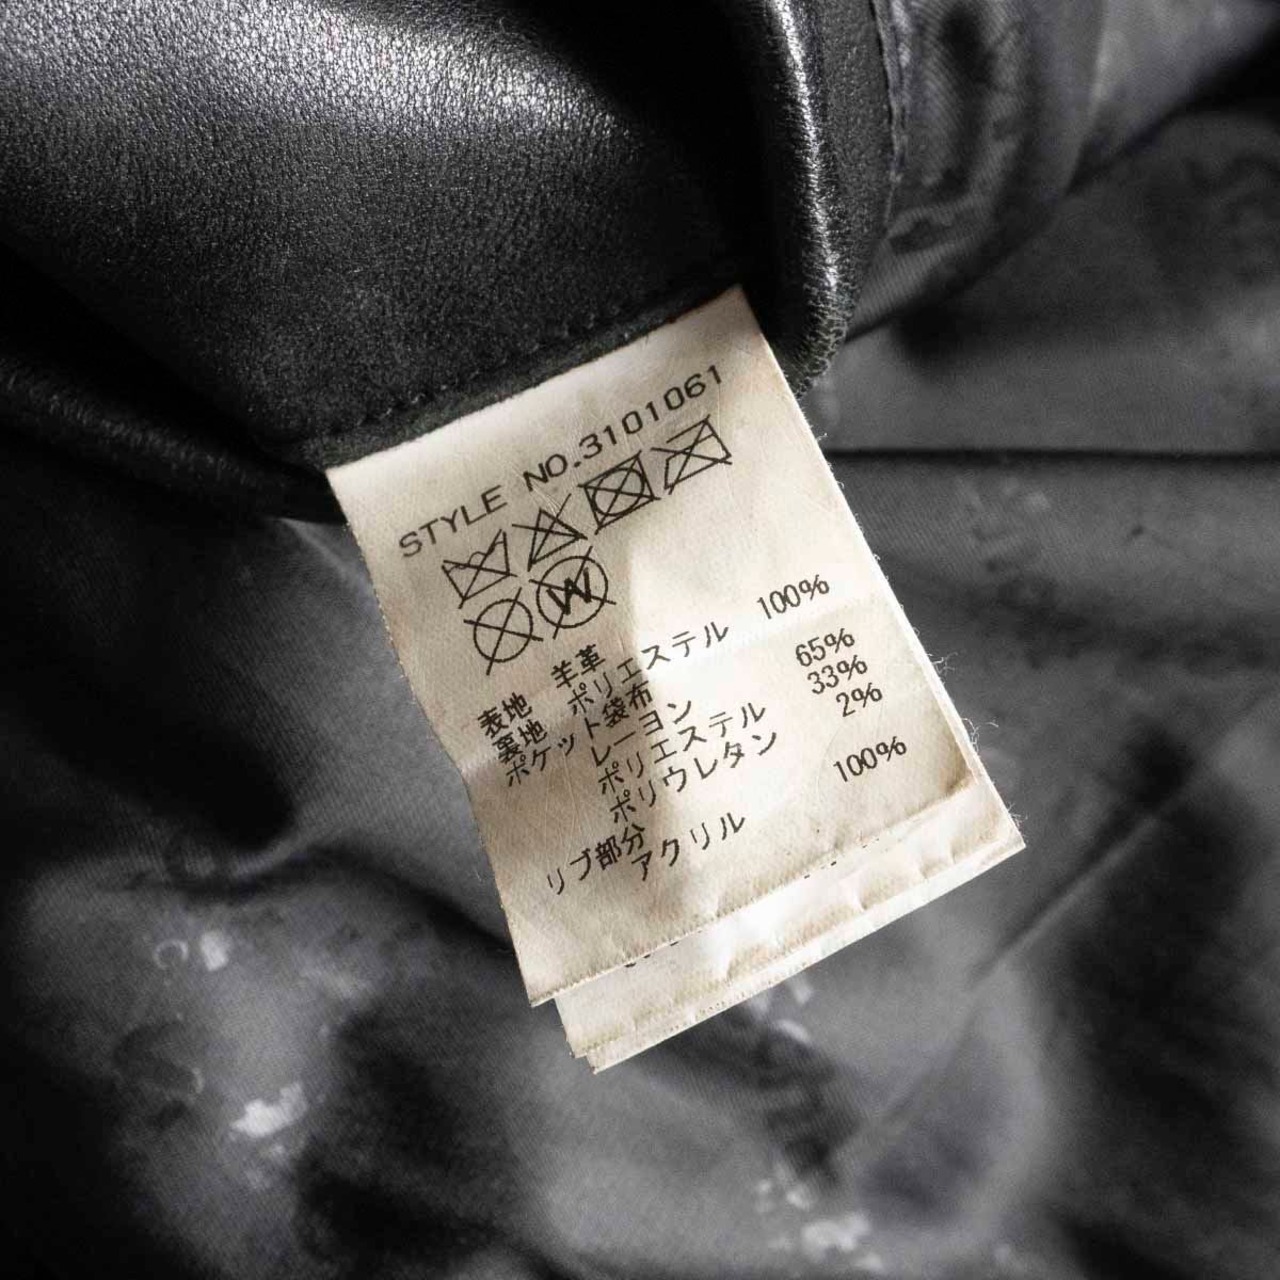 STYLE NO.3101061
W
表地 羊革
裏地 ポリエステル 100%
ポケット袋布
レーヨン 65%
ポリエステル 33%
ポリウレタン 2%
リブ部分
アクリル 100%